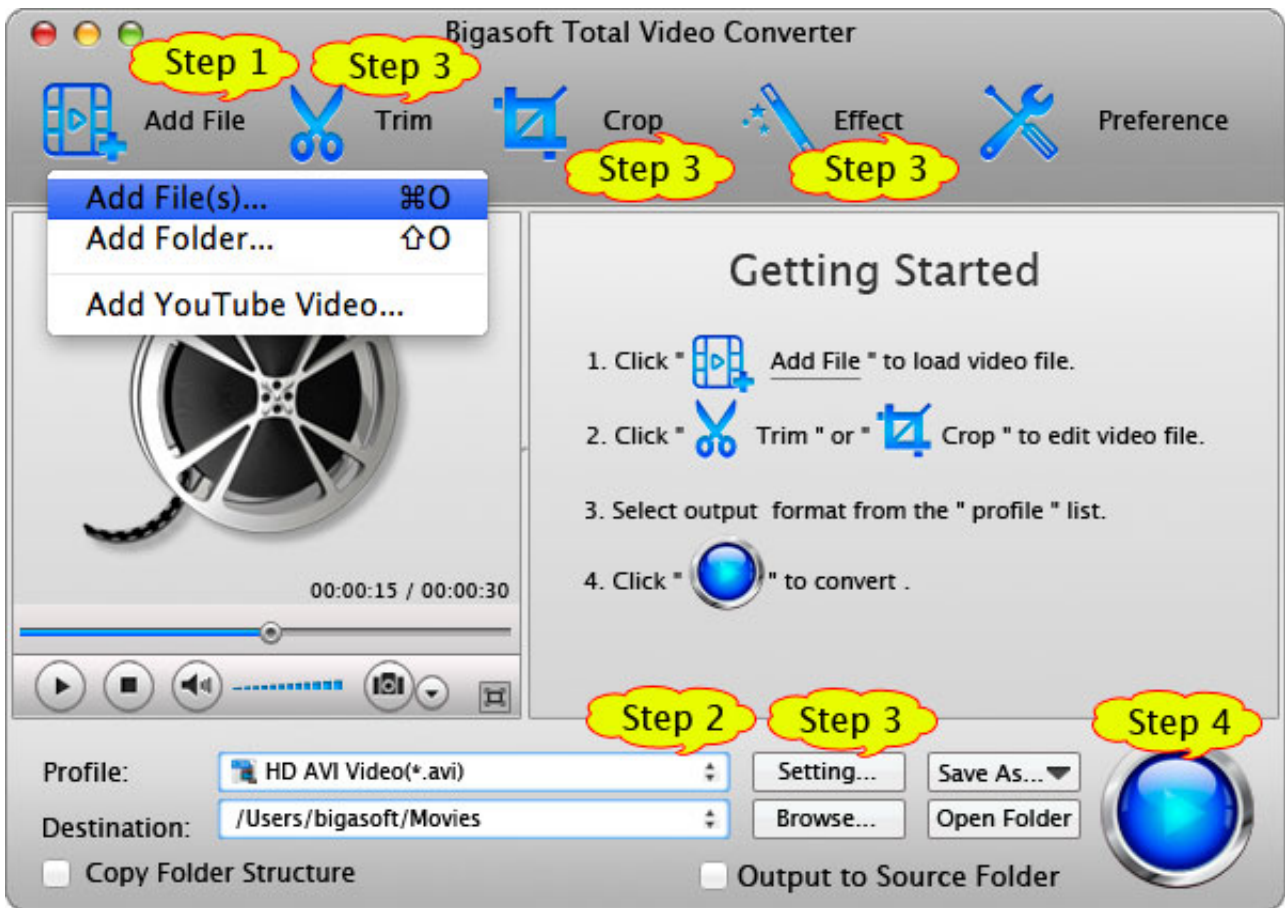 Bigasoft Total Video Converter
Step 1
Step 3
Add File
Trim
Crop
Effect
Preference
Step 3
Step 3
Add File(s)... ⌘O
Add Folder... ⇧O
Add YouTube Video...
Getting Started
1. Click " Add File " to load video file.
2. Click " Trim " or " Crop " to edit video file.
3. Select output format from the " profile " list.
4. Click " " to convert .
00:00:15 / 00:00:30
Step 2
Step 3
Step 4
Profile: HD AVI Video(*.avi) Setting... Save As...
Destination: /Users/bigasoft/Movies Browse... Open Folder
Copy Folder Structure
Output to Source Folder